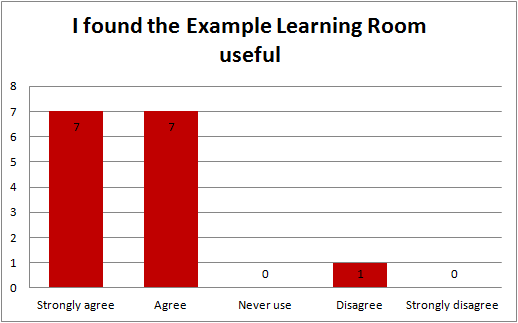 I found the Example Learning Room
useful
8
7
6
5
4
3
2
1
0
7
7
0
1
0
Strongly agree
Agree
Never use
Disagree
Strongly disagree